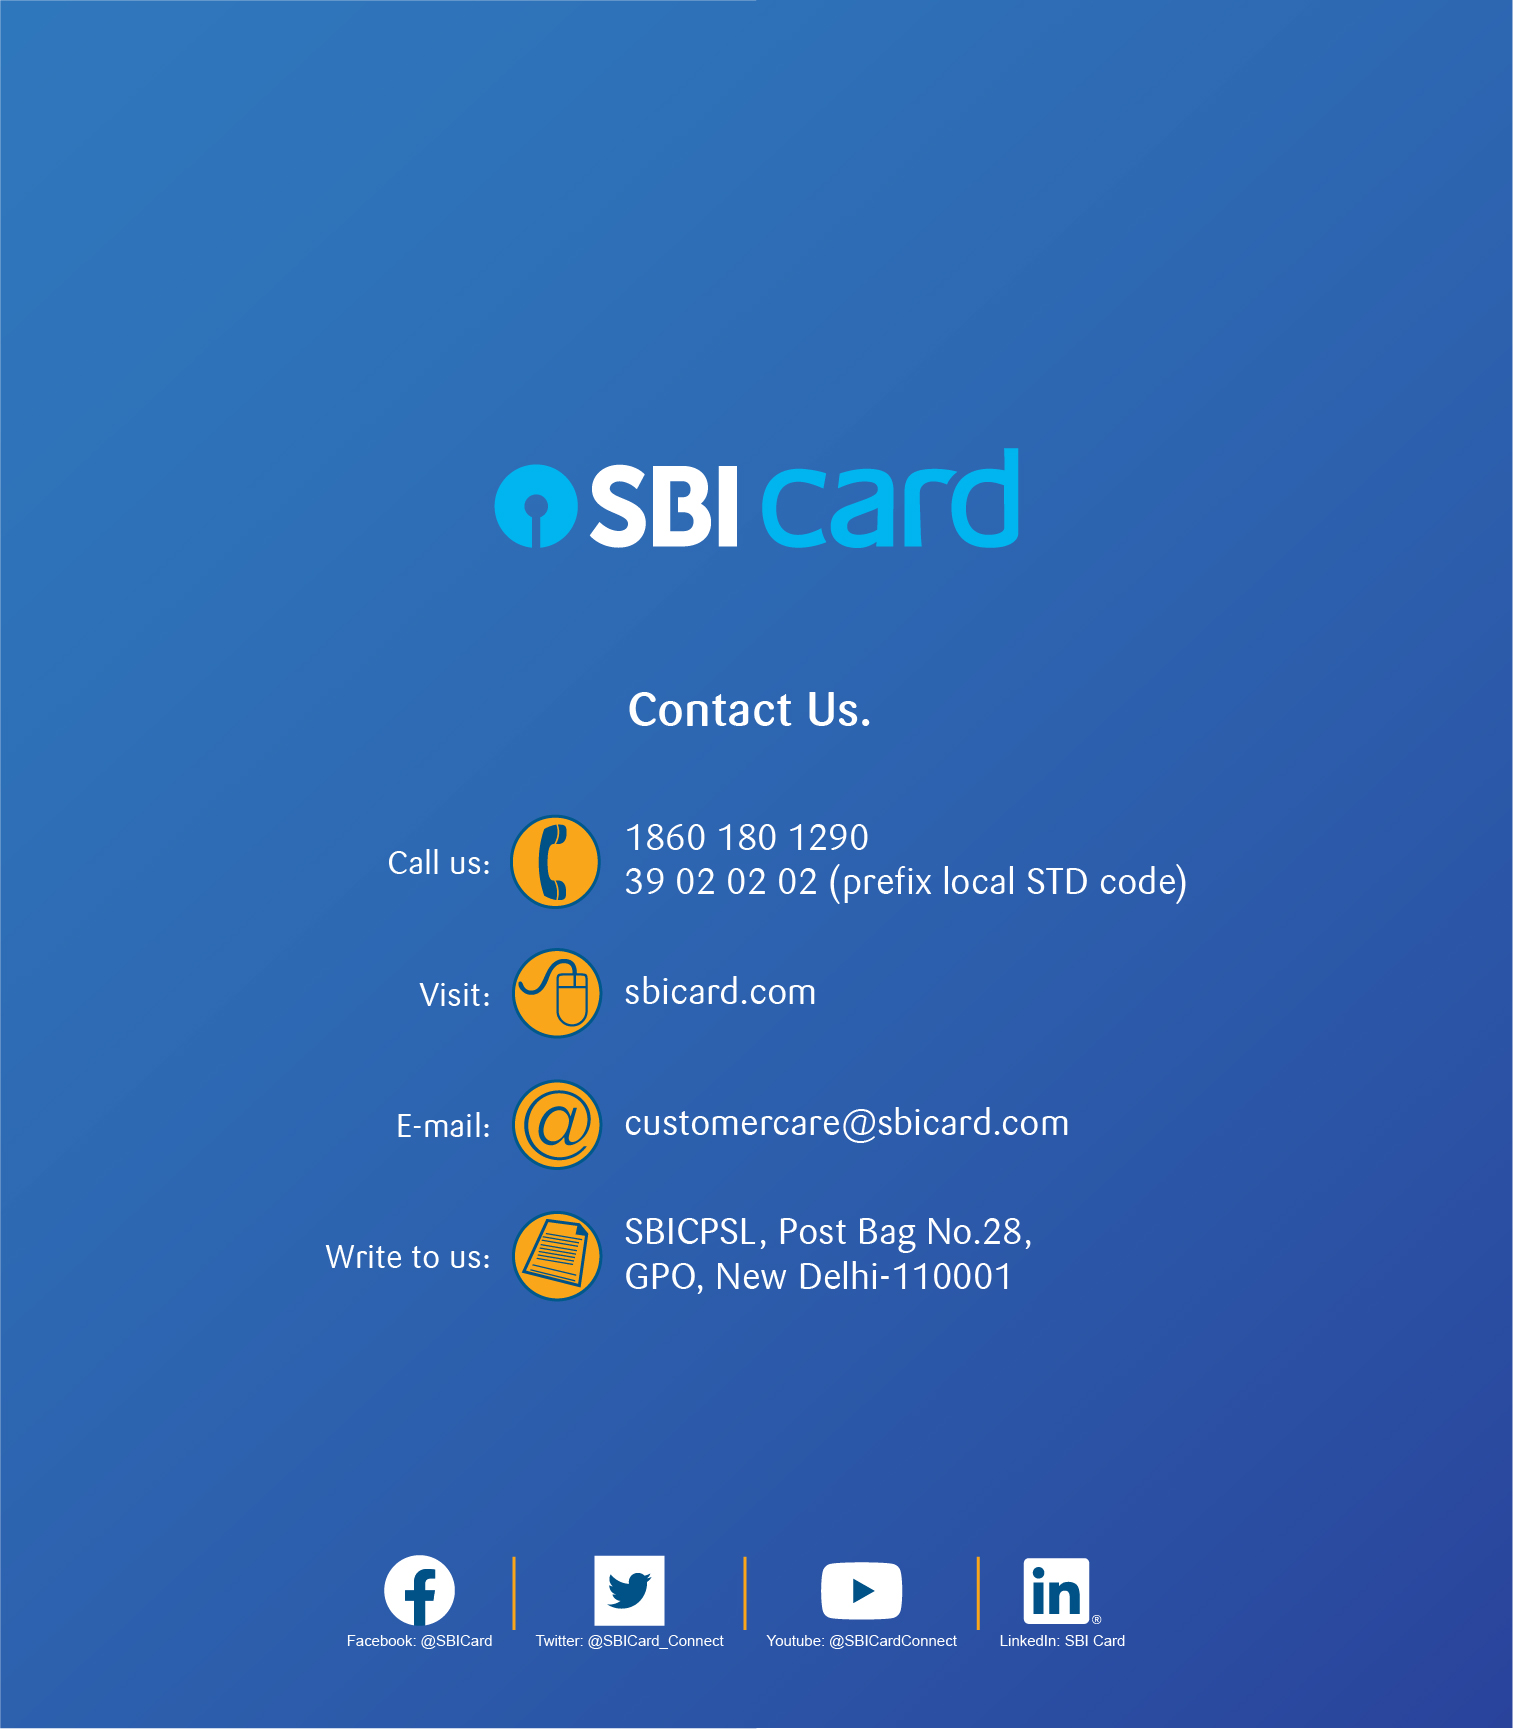 SBI card
Contact Us.
Call us:
1860 180 1290
39 02 02 02 (prefix local STD code)
Visit:
sbicard.com
E-mail:
customercare@sbicard.com
Write to us:
SBICPSL, Post Bag No.28,
GPO, New Delhi-110001
in®
Facebook: @SBICard
Twitter: @SBICard_Connect
Youtube: @SBICardConnect
LinkedIn: SBI Card